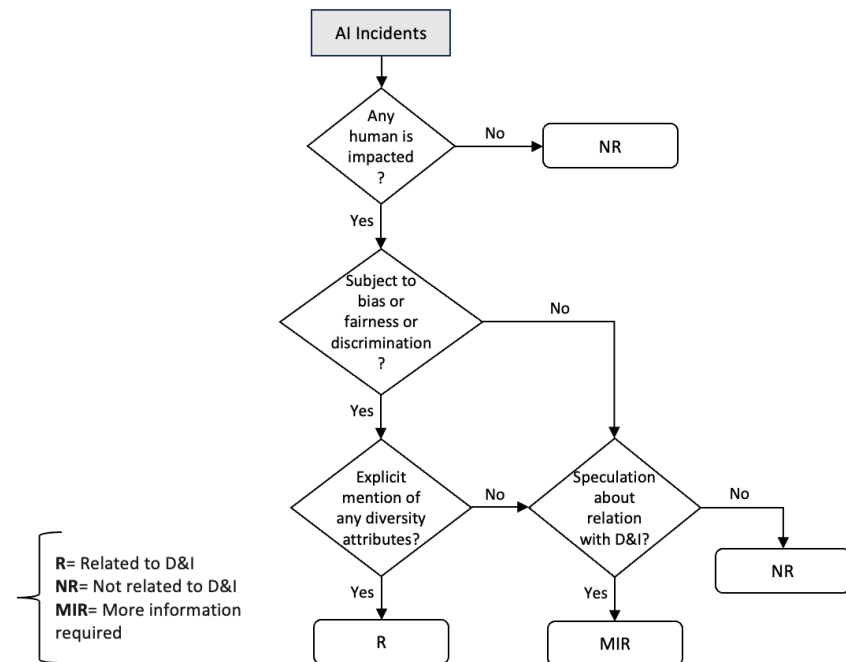 AI Incidents
Any
human is
impacted
?
No
NR
Yes
Subject to
bias or
fairness or
discrimination
?
No
Yes
Explicit
mention of
any diversity
attributes?
No
Speculation
about
relation
with D&I?
No
NR
Yes
R
Yes
MIR
R= Related to D&I
NR= Not related to D&I
MIR= More information
required